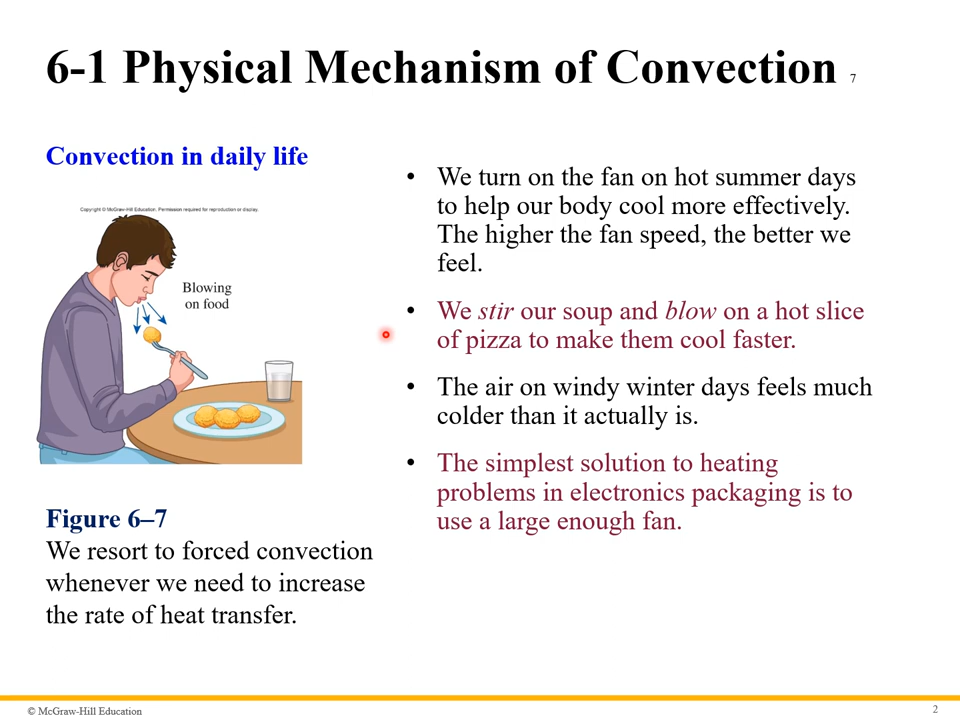 6-1 Physical Mechanism of Convection 7
Convection in daily life
Copyright © McGraw-Hill Education. Permission required for reproduction or display.
Blowing
on food
Figure 6–7
We resort to forced convection
whenever we need to increase
the rate of heat transfer.
• We turn on the fan on hot summer days
to help our body cool more effectively.
The higher the fan speed, the better we
feel.
• We stir our soup and blow on a hot slice
of pizza to make them cool faster.
• The air on windy winter days feels much
colder than it actually is.
• The simplest solution to heating
problems in electronics packaging is to
use a large enough fan.
© McGraw-Hill Education
2